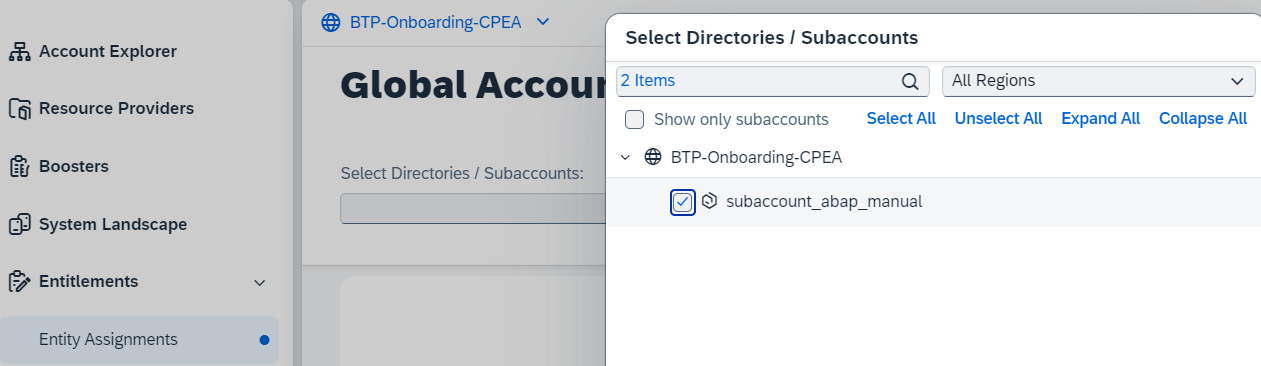 Account Explorer
Resource Providers
Boosters
System Landscape
Entitlements
Entity Assignments
BTP-Onboarding-CPEA
Global Accou
Select Directories / Subaccounts:
Select Directories / Subaccounts
2 Items
All Regions
Show only subaccounts Select All Unselect All Expand All Collapse All
BTP-Onboarding-CPEA
subaccount_abap_manual